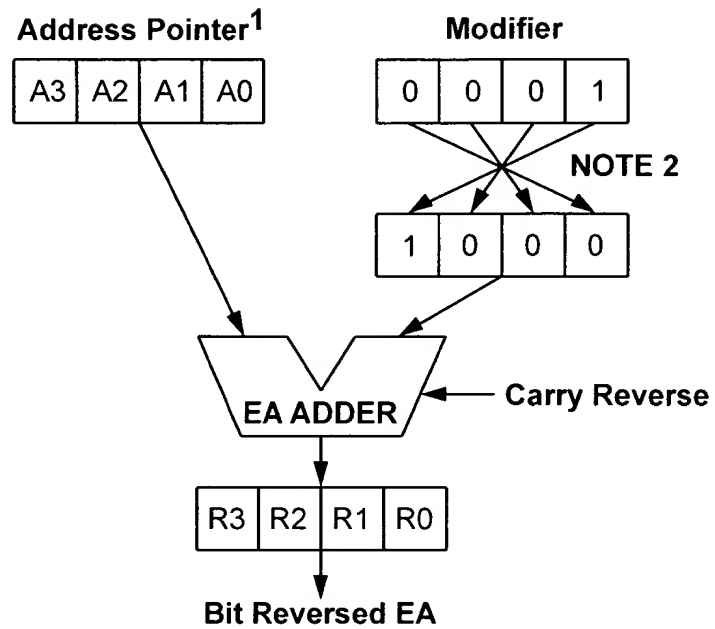 Address Pointer1
Modifier
A3 A2 A1 A0
0 0 0 1
NOTE 2
1 0 0 0
EA ADDER
Carry Reverse
R3 R2 R1 R0
Bit Reversed EA